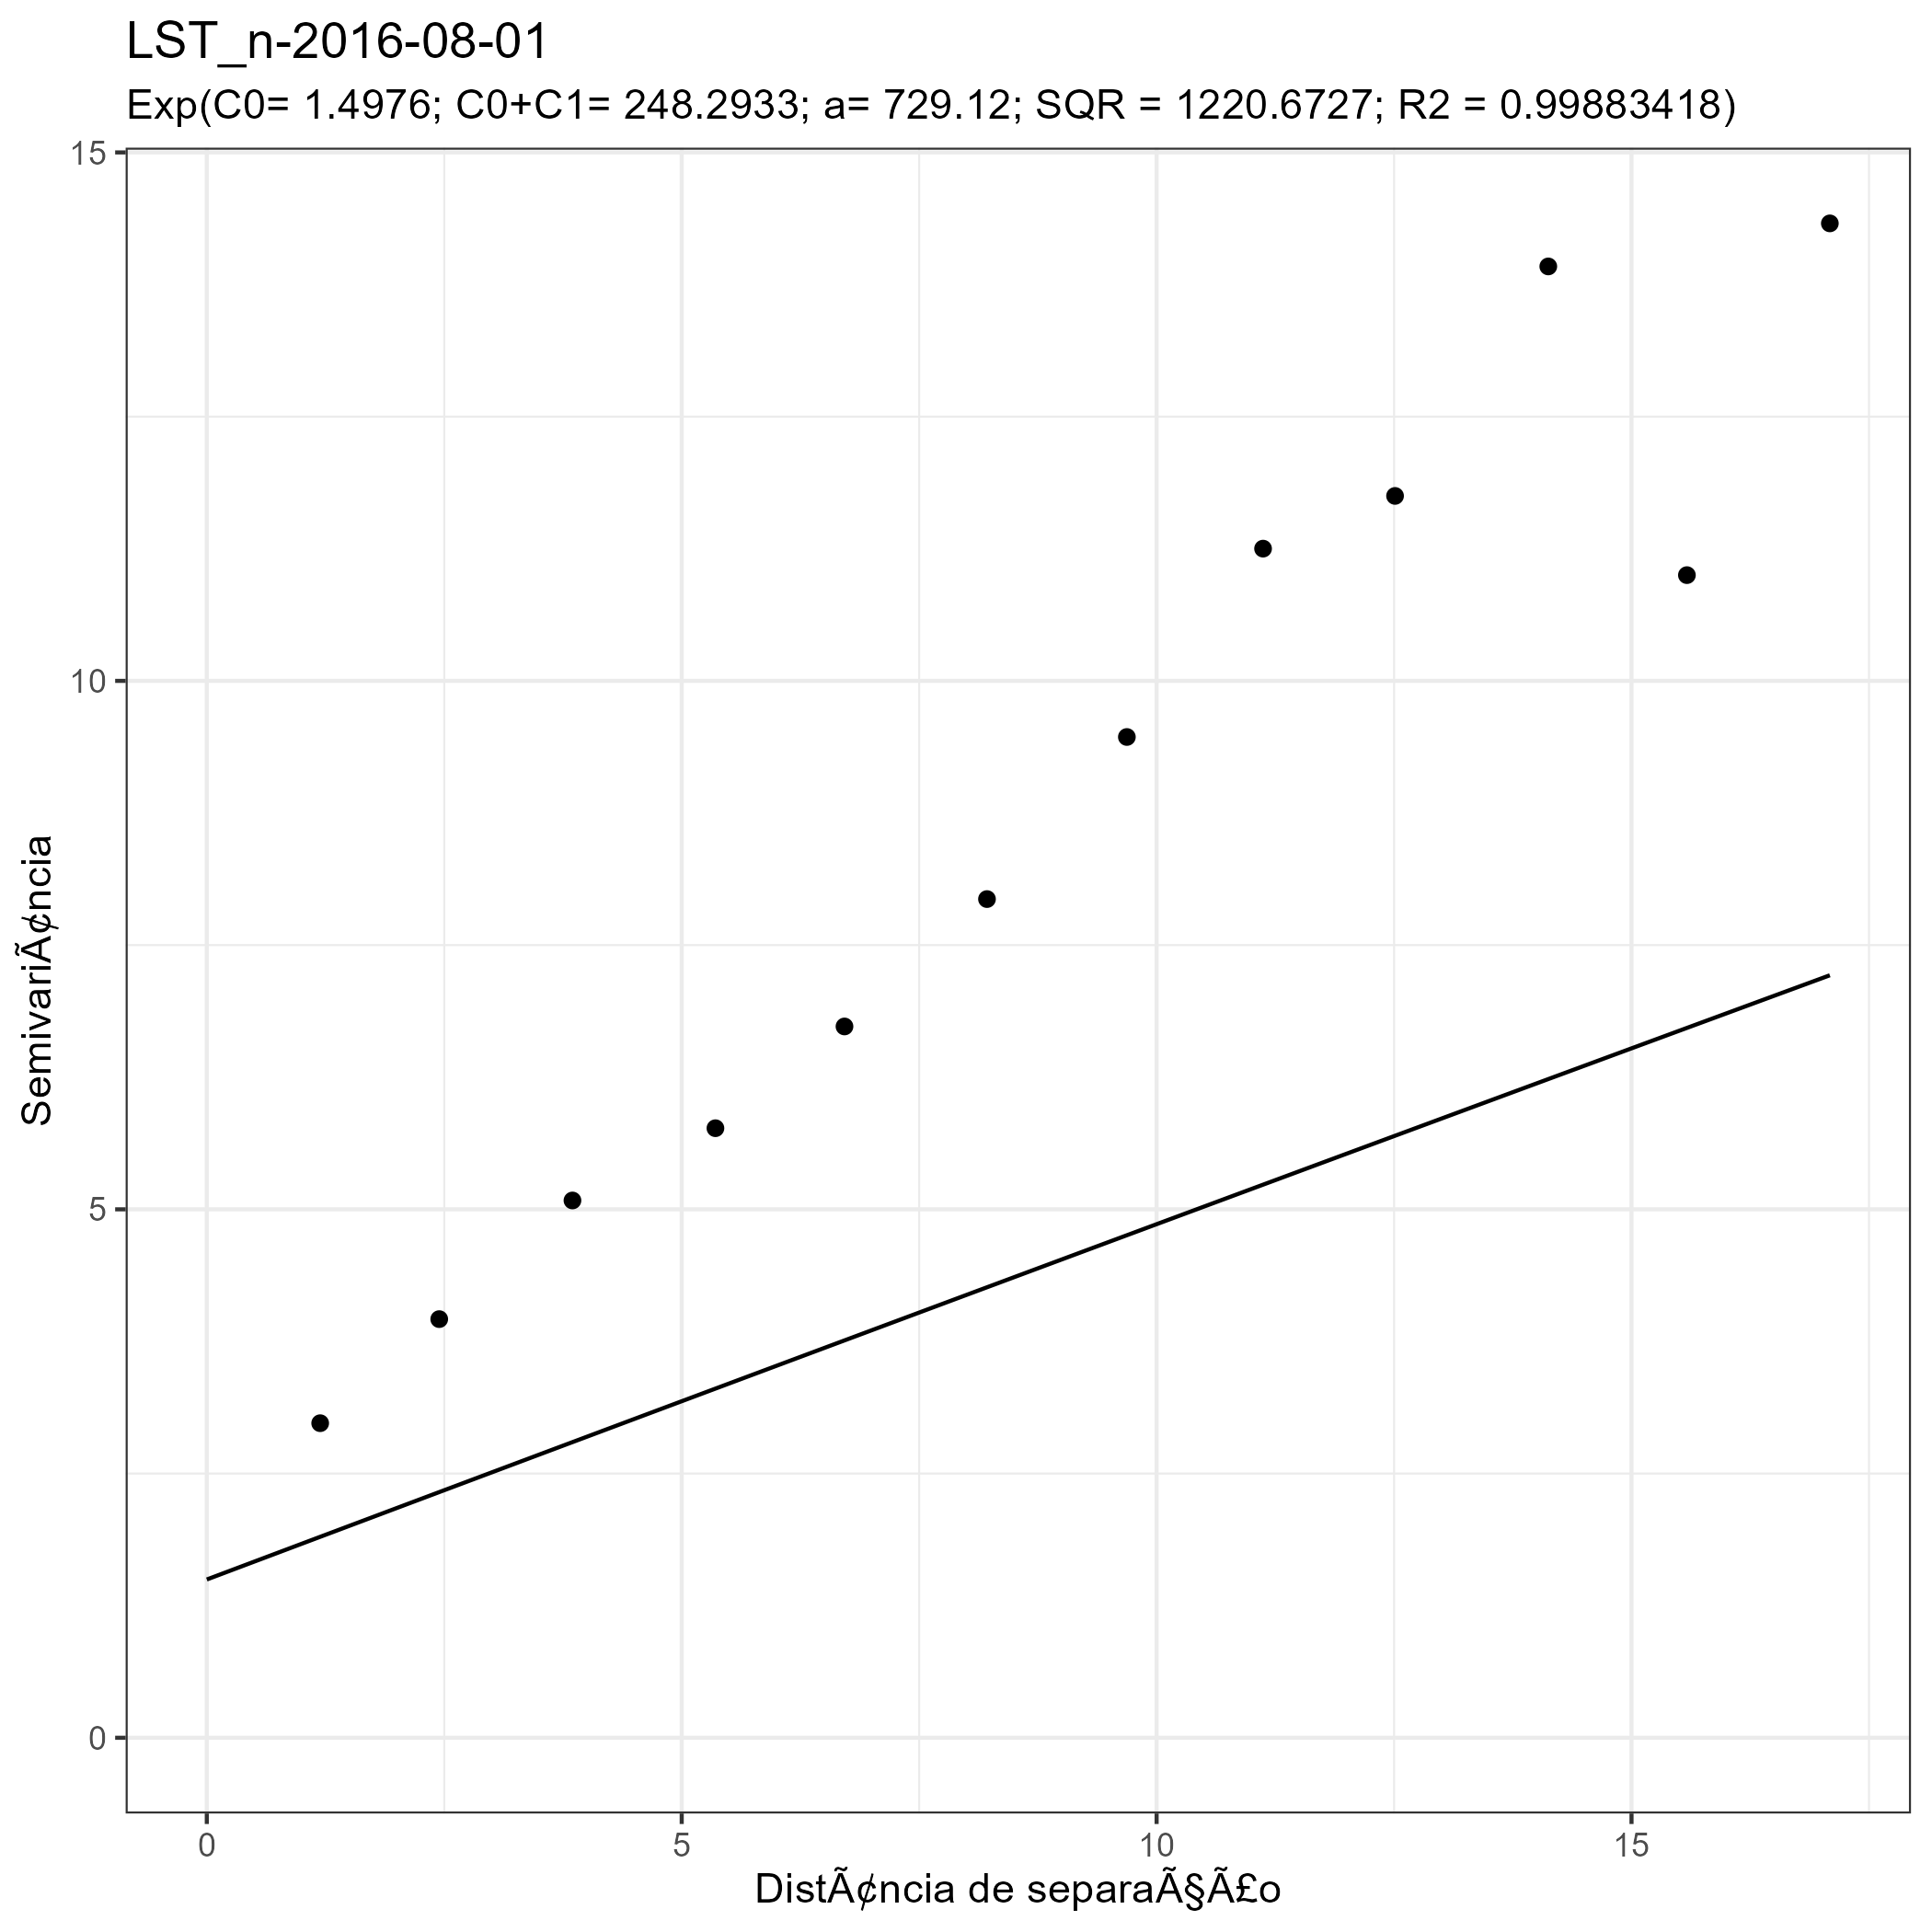 LST_n-2016-08-01
Exp(C0= 1.4976; C0+C1= 248.2933; a= 729.12; SQR = 1220.6727; R2 = 0.99883418)
15
10
5
0
SemivariÃ¢ncia
0 5 10 15
DistÃ¢ncia de separaÃ§Ã£o